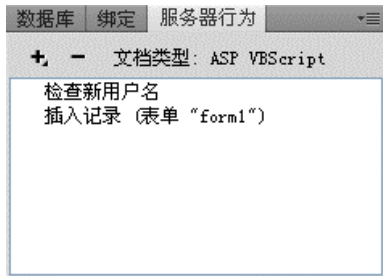 数据库 绑定 服务器行为
+, - 文档类型: ASP VBScript
检查新用户名
插入记录 (表单 "form1")